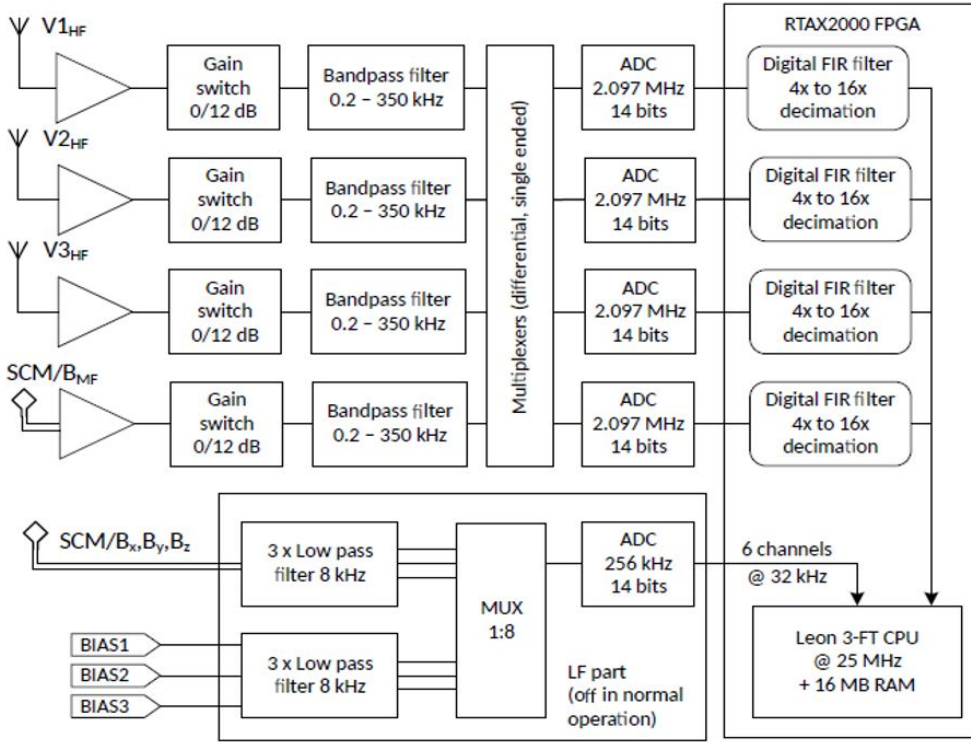 RTAX2000 FPGA
V1HF
Gain
switch
0/12 dB
Bandpass filter
0.2 – 350 kHz
ADC
2.097 MHz
14 bits
Digital FIR filter
4x to 16x
decimation
V2HF
Gain
switch
0/12 dB
Bandpass filter
0.2 – 350 kHz
ADC
2.097 MHz
14 bits
Digital FIR filter
4x to 16x
decimation
V3HF
Gain
switch
0/12 dB
Bandpass filter
0.2 – 350 kHz
ADC
2.097 MHz
14 bits
Digital FIR filter
4x to 16x
decimation
SCM/BMF
Gain
switch
0/12 dB
Bandpass filter
0.2 – 350 kHz
ADC
2.097 MHz
14 bits
Digital FIR filter
4x to 16x
decimation
Multiplexers (differential, single ended)
SCM/Bx,By,Bz
3 x Low pass
filter 8 kHz
MUX
1:8
ADC
256 kHz
14 bits
6 channels
@ 32 kHz
BIAS1
BIAS2
BIAS3
3 x Low pass
filter 8 kHz
LF part
(off in normal
operation)
Leon 3-FT CPU
@ 25 MHz
+ 16 MB RAM